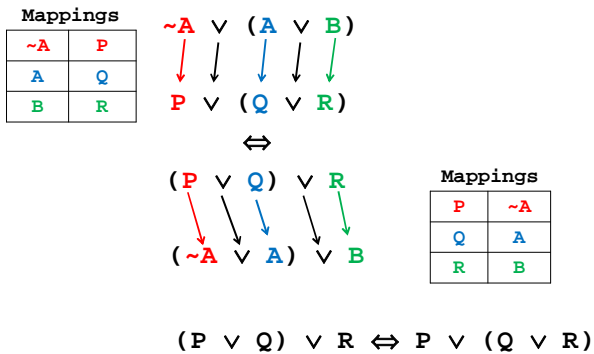 Mappings
~A P
A Q
B R
~A ∨ (A ∨ B)
P ∨ (Q ∨ R)
⇔
(P ∨ Q) ∨ R
(~A ∨ A) ∨ B
Mappings
P ~A
Q A
R B
(P ∨ Q) ∨ R ⇔ P ∨ (Q ∨ R)